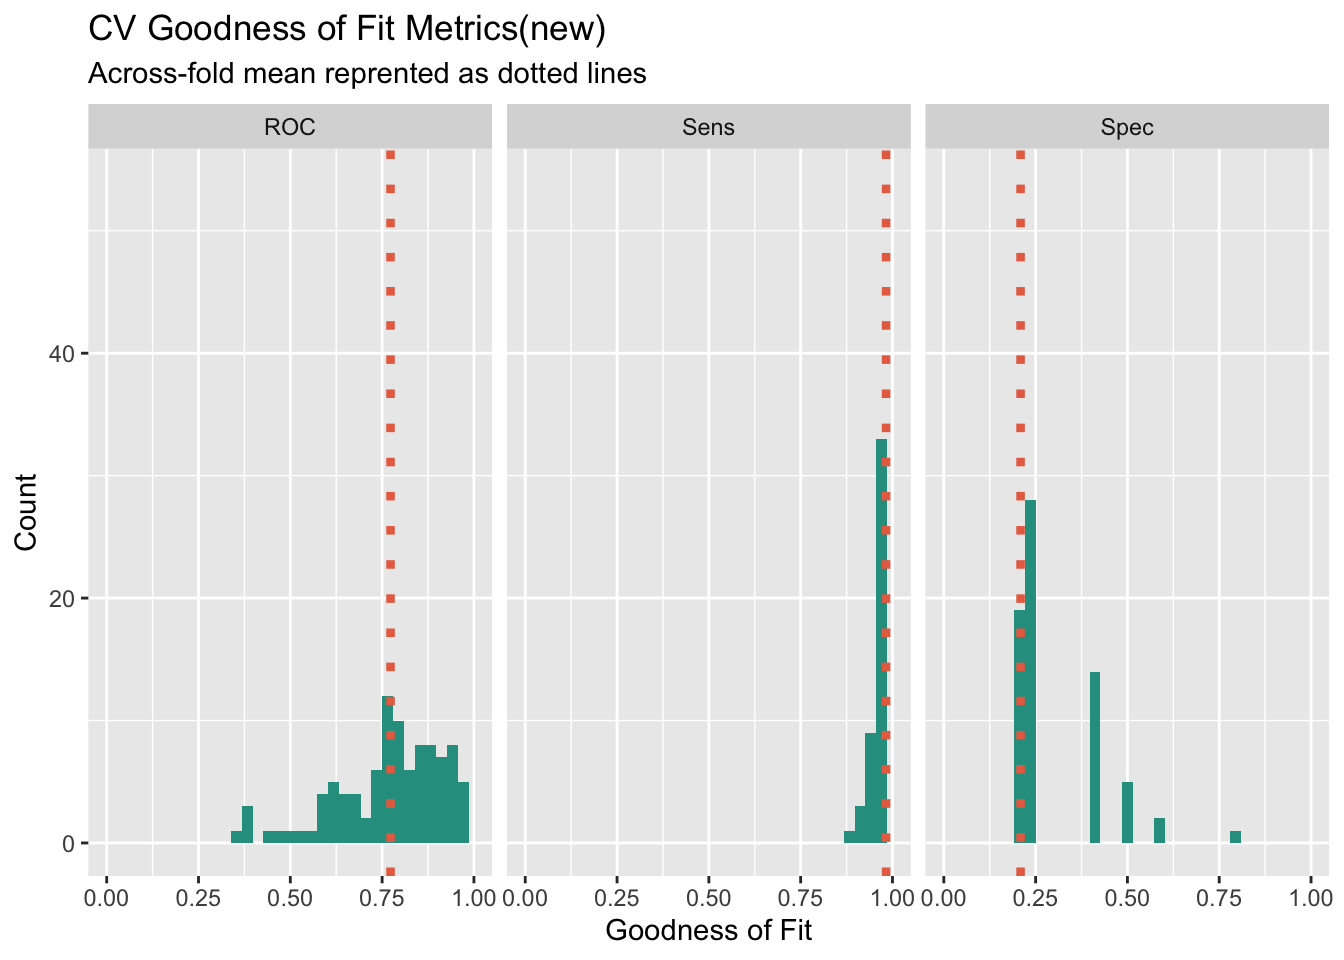 CV Goodness of Fit Metrics(new)
Across-fold mean reprented as dotted lines
ROC Sens Spec
Count
40
20
0
0.00 0.25 0.50 0.75 1.00 0.00 0.25 0.50 0.75 1.00 0.00 0.25 0.50 0.75 1.00
Goodness of Fit